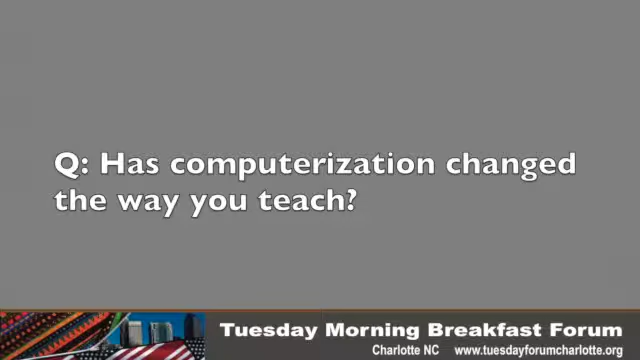 Q: Has computerization changed
the way you teach?
Tuesday Morning Breakfast Forum
Charlotte NC www.tuesdayforumcharlotte.org